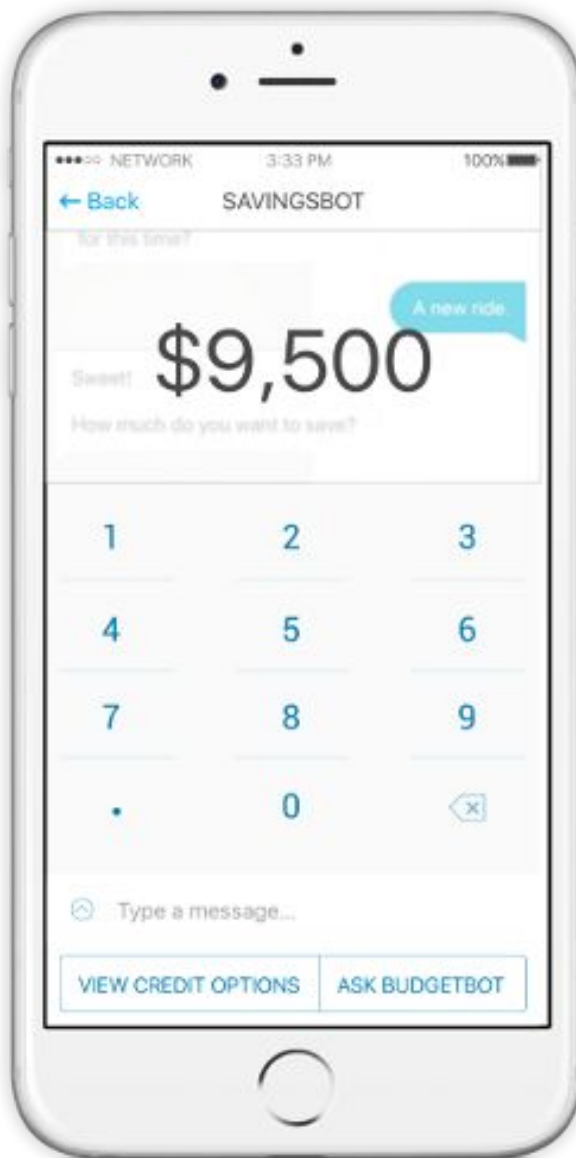 NETWORK 3:33 PM 100%
← Back SAVINGSBOT
for this time?
A new ride.
$9,500
Sweet!
How much do you want to save?
1 2 3
4 5 6
7 8 9
. 0
Type a message...
VIEW CREDIT OPTIONS ASK BUDGETBOT